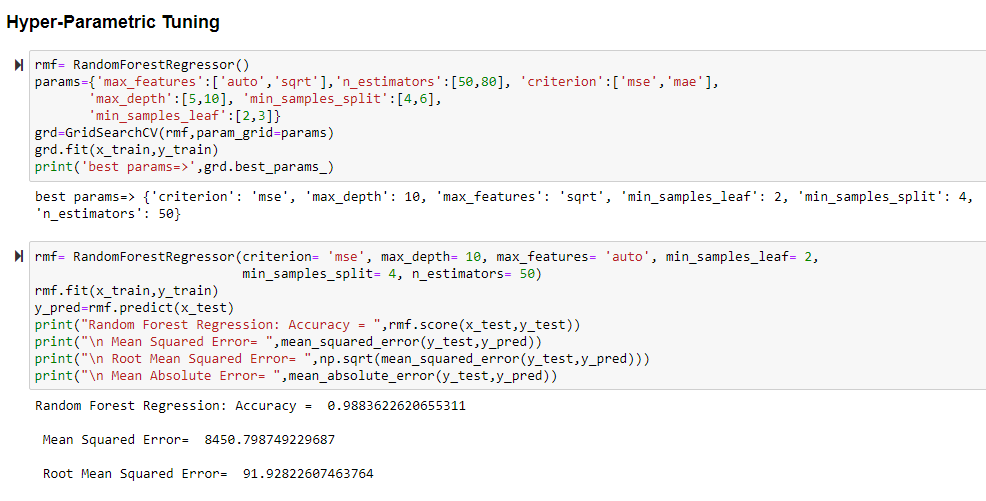 Hyper-Parametric Tuning
rmf= RandomForestRegressor()
params={'max_features':['auto','sqrt'],'n_estimators':[50,80], 'criterion':['mse','mae'],
'max_depth':[5,10], 'min_samples_split':[4,6],
'min_samples_leaf':[2,3]}
grd=GridSearchCV(rmf,param_grid=params)
grd.fit(x_train,y_train)
print('best params=>',grd.best_params_)
best params=> {'criterion': 'mse', 'max_depth': 10, 'max_features': 'sqrt', 'min_samples_leaf': 2, 'min_samples_split': 4,
'n_estimators': 50}
rmf= RandomForestRegressor(criterion= 'mse', max_depth= 10, max_features= 'auto', min_samples_leaf= 2,
min_samples_split= 4, n_estimators= 50)
rmf.fit(x_train,y_train)
y_pred=rmf.predict(x_test)
print("Random Forest Regression: Accuracy = ",rmf.score(x_test,y_test))
print("\n Mean Squared Error= ",mean_squared_error(y_test,y_pred))
print("\n Root Mean Squared Error= ",np.sqrt(mean_squared_error(y_test,y_pred)))
print("\n Mean Absolute Error= ",mean_absolute_error(y_test,y_pred))
Random Forest Regression: Accuracy =  0.9883622620655311
Mean Squared Error=  8450.798749229687
Root Mean Squared Error=  91.92822607463764